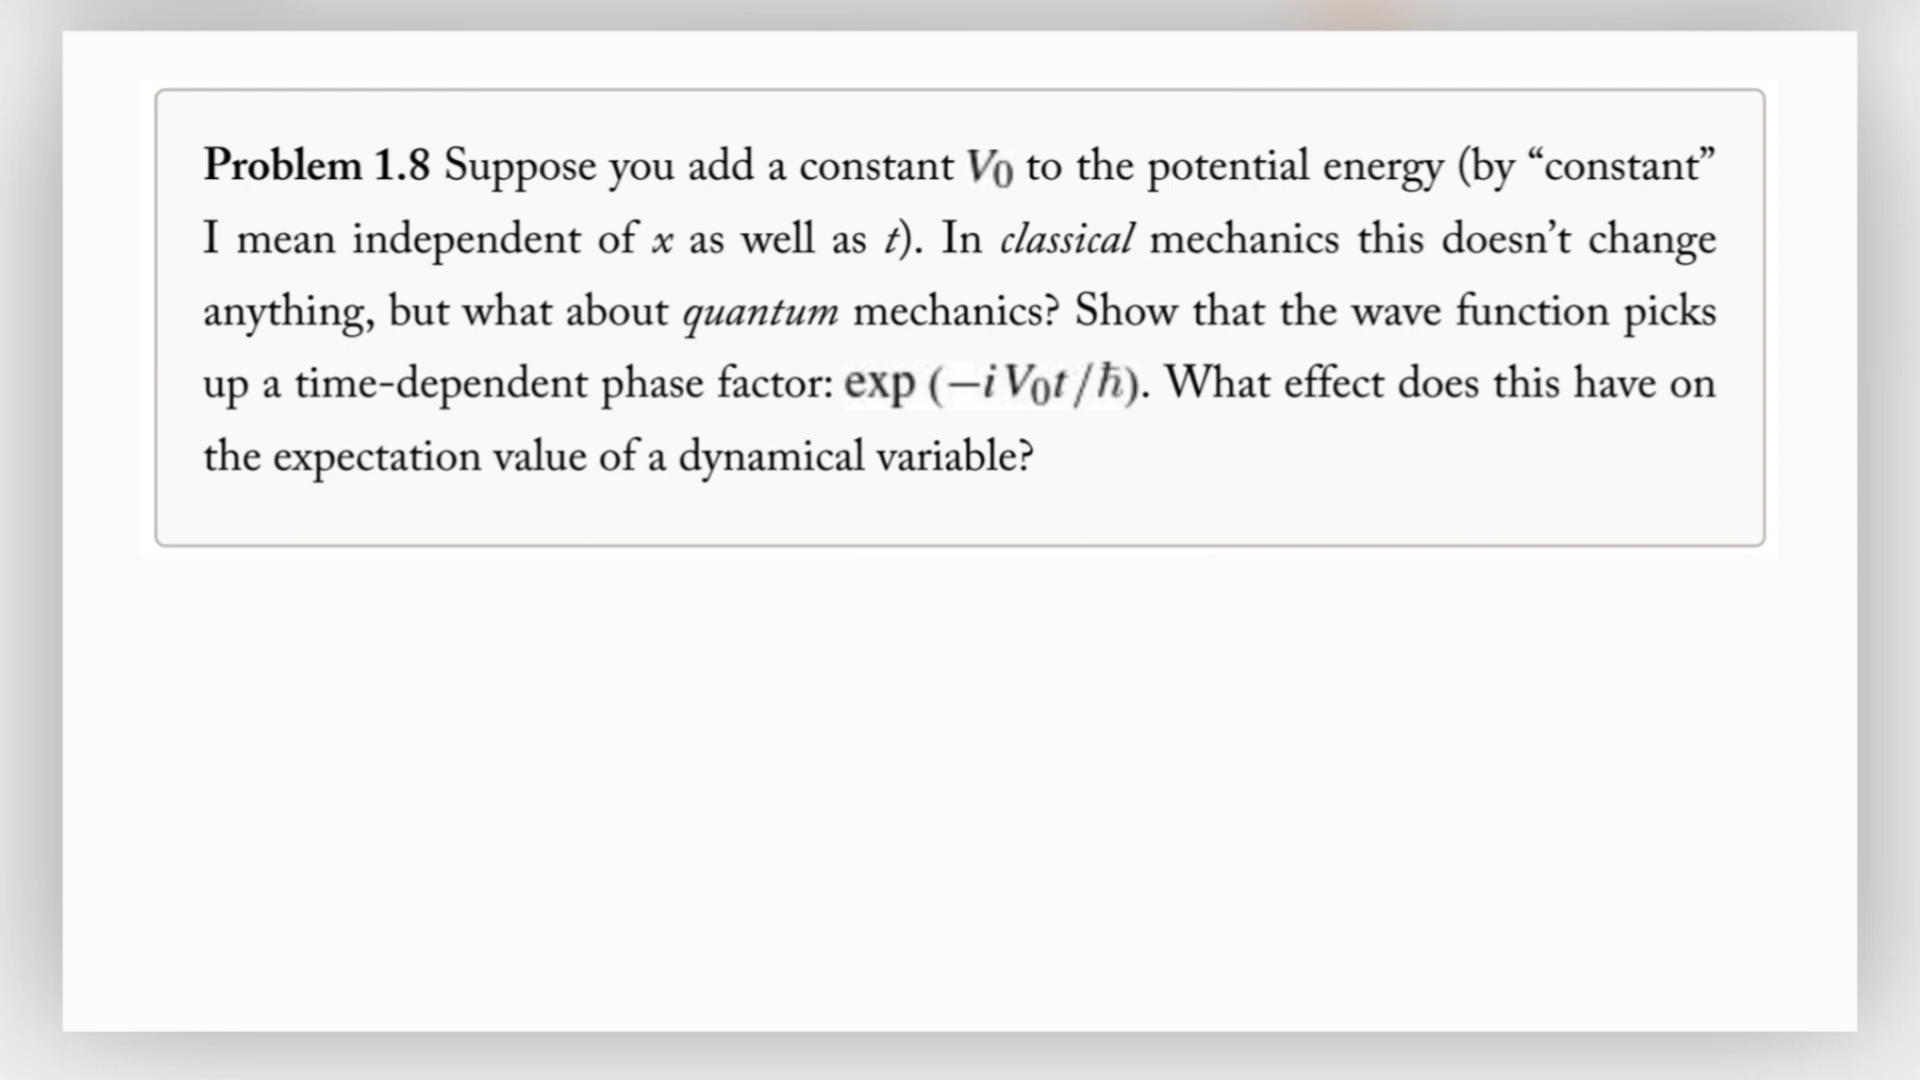 Problem 1.8 Suppose you add a constant V₀ to the potential energy (by “constant”
I mean independent of x as well as t). In classical mechanics this doesn’t change
anything, but what about quantum mechanics? Show that the wave function picks
up a time-dependent phase factor: exp (−iV₀t/ℏ). What effect does this have on
the expectation value of a dynamical variable?